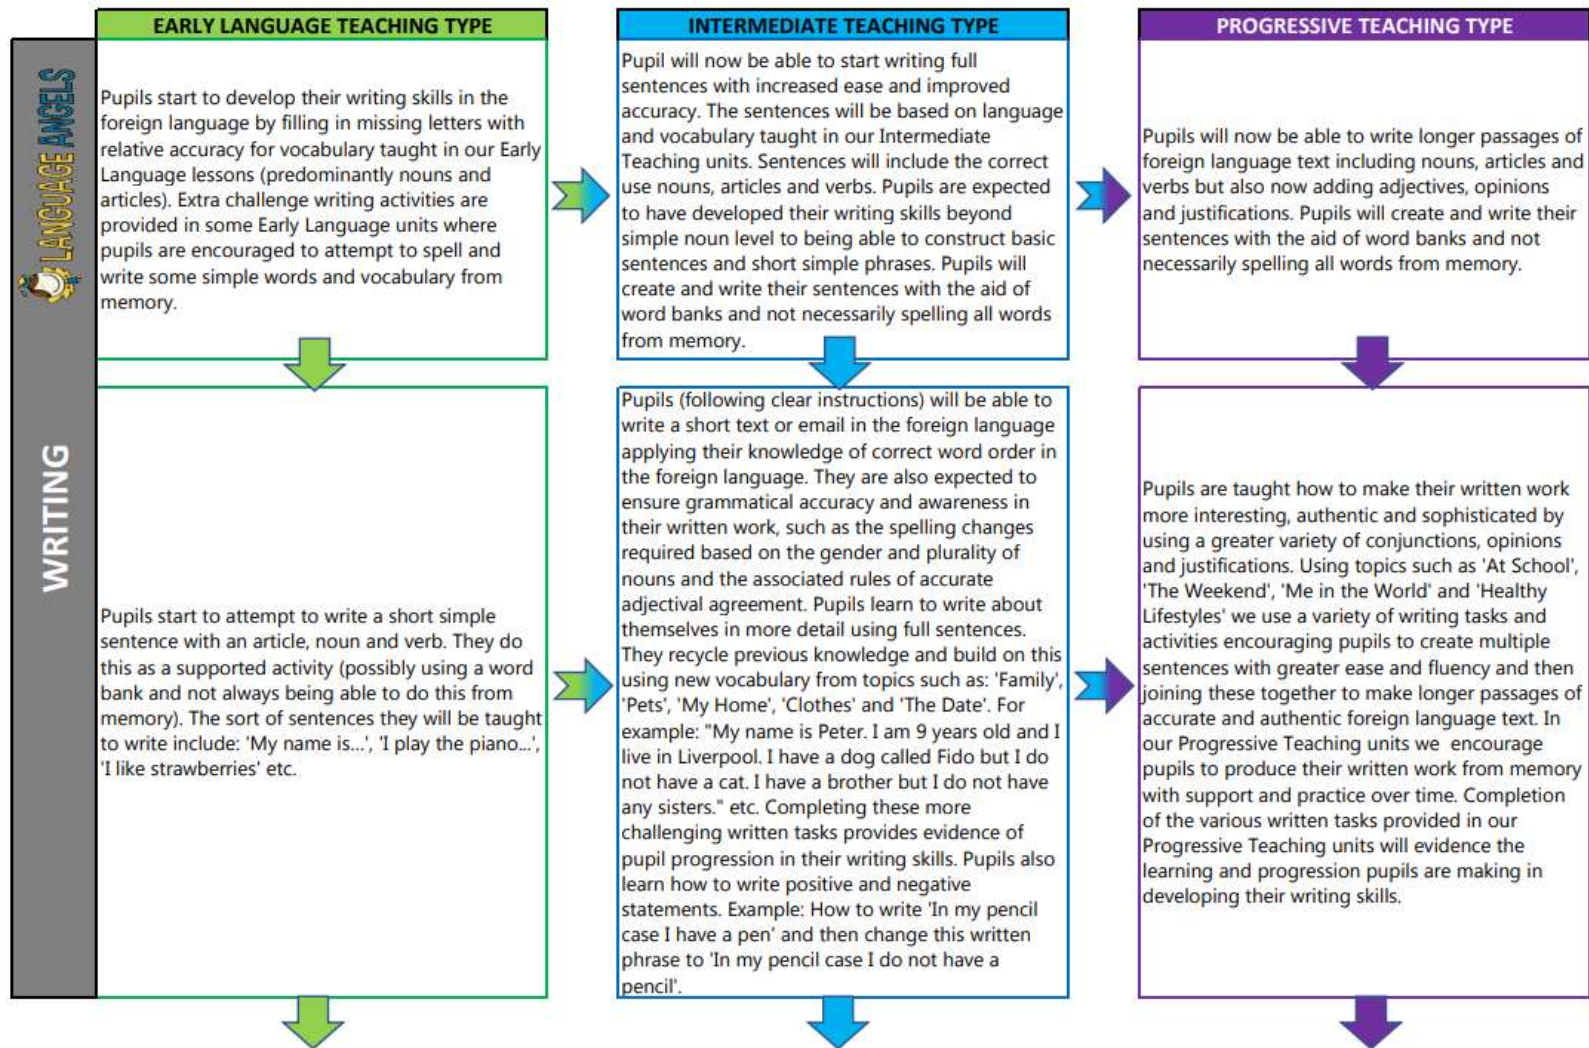 EARLY LANGUAGE TEACHING TYPE
INTERMEDIATE TEACHING TYPE
PROGRESSIVE TEACHING TYPE
LANGUAGE ANGELS
WRITING
Pupils start to develop their writing skills in the
foreign language by filling in missing letters with
relative accuracy for vocabulary taught in our Early
Language lessons (predominantly nouns and
articles). Extra challenge writing activities are
provided in some Early Language units where
pupils are encouraged to attempt to spell and
write some simple words and vocabulary from
memory.
Pupil will now be able to start writing full
sentences with increased ease and improved
accuracy. The sentences will be based on language
and vocabulary taught in our Intermediate
Teaching units. Sentences will include the correct
use nouns, articles and verbs. Pupils are expected
to have developed their writing skills beyond
simple noun level to being able to construct basic
sentences and short simple phrases. Pupils will
create and write their sentences with the aid of
word banks and not necessarily spelling all words
from memory.
Pupils will now be able to write longer passages of
foreign language text including nouns, articles and
verbs but also now adding adjectives, opinions
and justifications. Pupils will create and write their
sentences with the aid of word banks and not
necessarily spelling all words from memory.
Pupils start to attempt to write a short simple
sentence with an article, noun and verb. They do
this as a supported activity (possibly using a word
bank and not always being able to do this from
memory). The sort of sentences they will be taught
to write include: 'My name is...', 'I play the piano...',
'I like strawberries' etc.
Pupils (following clear instructions) will be able to
write a short text or email in the foreign language
applying their knowledge of correct word order in
the foreign language. They are also expected to
ensure grammatical accuracy and awareness in
their written work, such as the spelling changes
required based on the gender and plurality of
nouns and the associated rules of accurate
adjectival agreement. Pupils learn to write about
themselves in more detail using full sentences.
They recycle previous knowledge and build on this
using new vocabulary from topics such as: 'Family',
'Pets', 'My Home', 'Clothes' and 'The Date'. For
example: "My name is Peter. I am 9 years old and I
live in Liverpool. I have a dog called Fido but I do
not have a cat. I have a brother but I do not have
any sisters." etc. Completing these more
challenging written tasks provides evidence of
pupil progression in their writing skills. Pupils also
learn how to write positive and negative
statements. Example: How to write 'In my pencil
case I have a pen' and then change this written
phrase to 'In my pencil case I do not have a
pencil'.
Pupils are taught how to make their written work
more interesting, authentic and sophisticated by
using a greater variety of conjunctions, opinions
and justifications. Using topics such as 'At School',
'The Weekend', 'Me in the World' and 'Healthy
Lifestyles' we use a variety of writing tasks and
activities encouraging pupils to create multiple
sentences with greater ease and fluency and then
joining these together to make longer passages of
accurate and authentic foreign language text. In
our Progressive Teaching units we encourage
pupils to produce their written work from memory
with support and practice over time. Completion
of the various written tasks provided in our
Progressive Teaching units will evidence the
learning and progression pupils are making in
developing their writing skills.